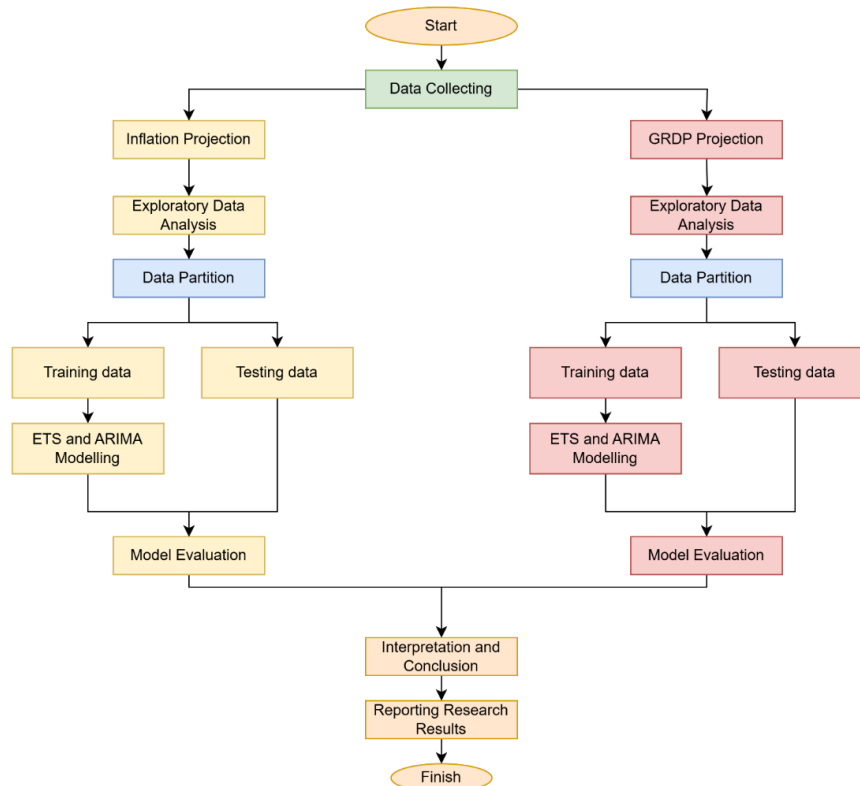 Start
Data Collecting
Inflation Projection
GRDP Projection
Exploratory Data
Analysis
Exploratory Data
Analysis
Data Partition
Data Partition
Training data
Testing data
Training data
Testing data
ETS and ARIMA
Modelling
ETS and ARIMA
Modelling
Model Evaluation
Model Evaluation
Interpretation and
Conclusion
Reporting Research
Results
Finish